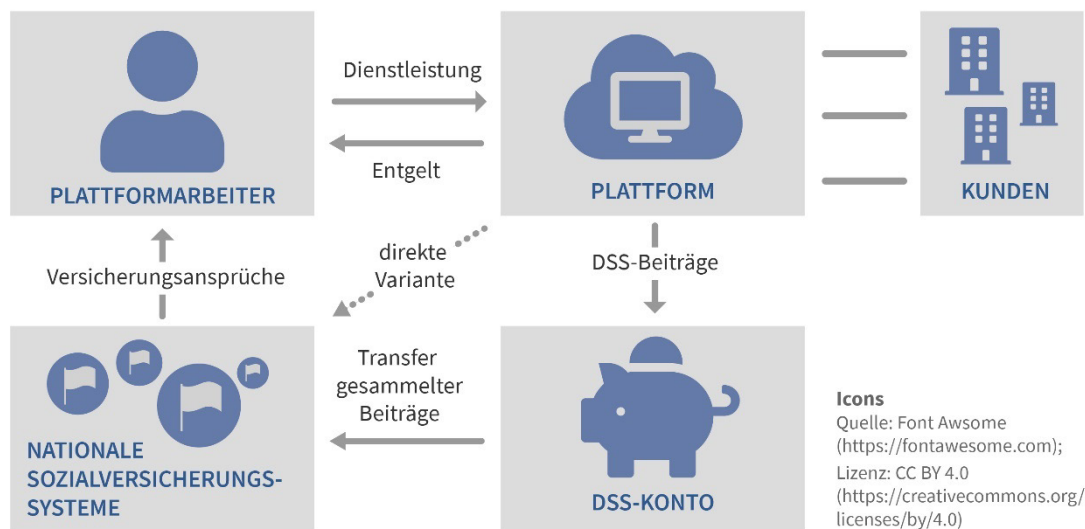 Dienstleistung
Entgelt
PLATTFORMARBEITER
PLATTFORM
KUNDEN
Versicherungsansprüche
direkte
Variante
DSS-Beiträge
Transfer
gesammelter
Beiträge
NATIONALE
SOZIALVERSICHERUNGS-
SYSTEME
DSS-KONTO
Icons
Quelle: Font Awsome
(https://fontawesome.com);
Lizenz: CC BY 4.0
(https://creativecommons.org/
licenses/by/4.0)